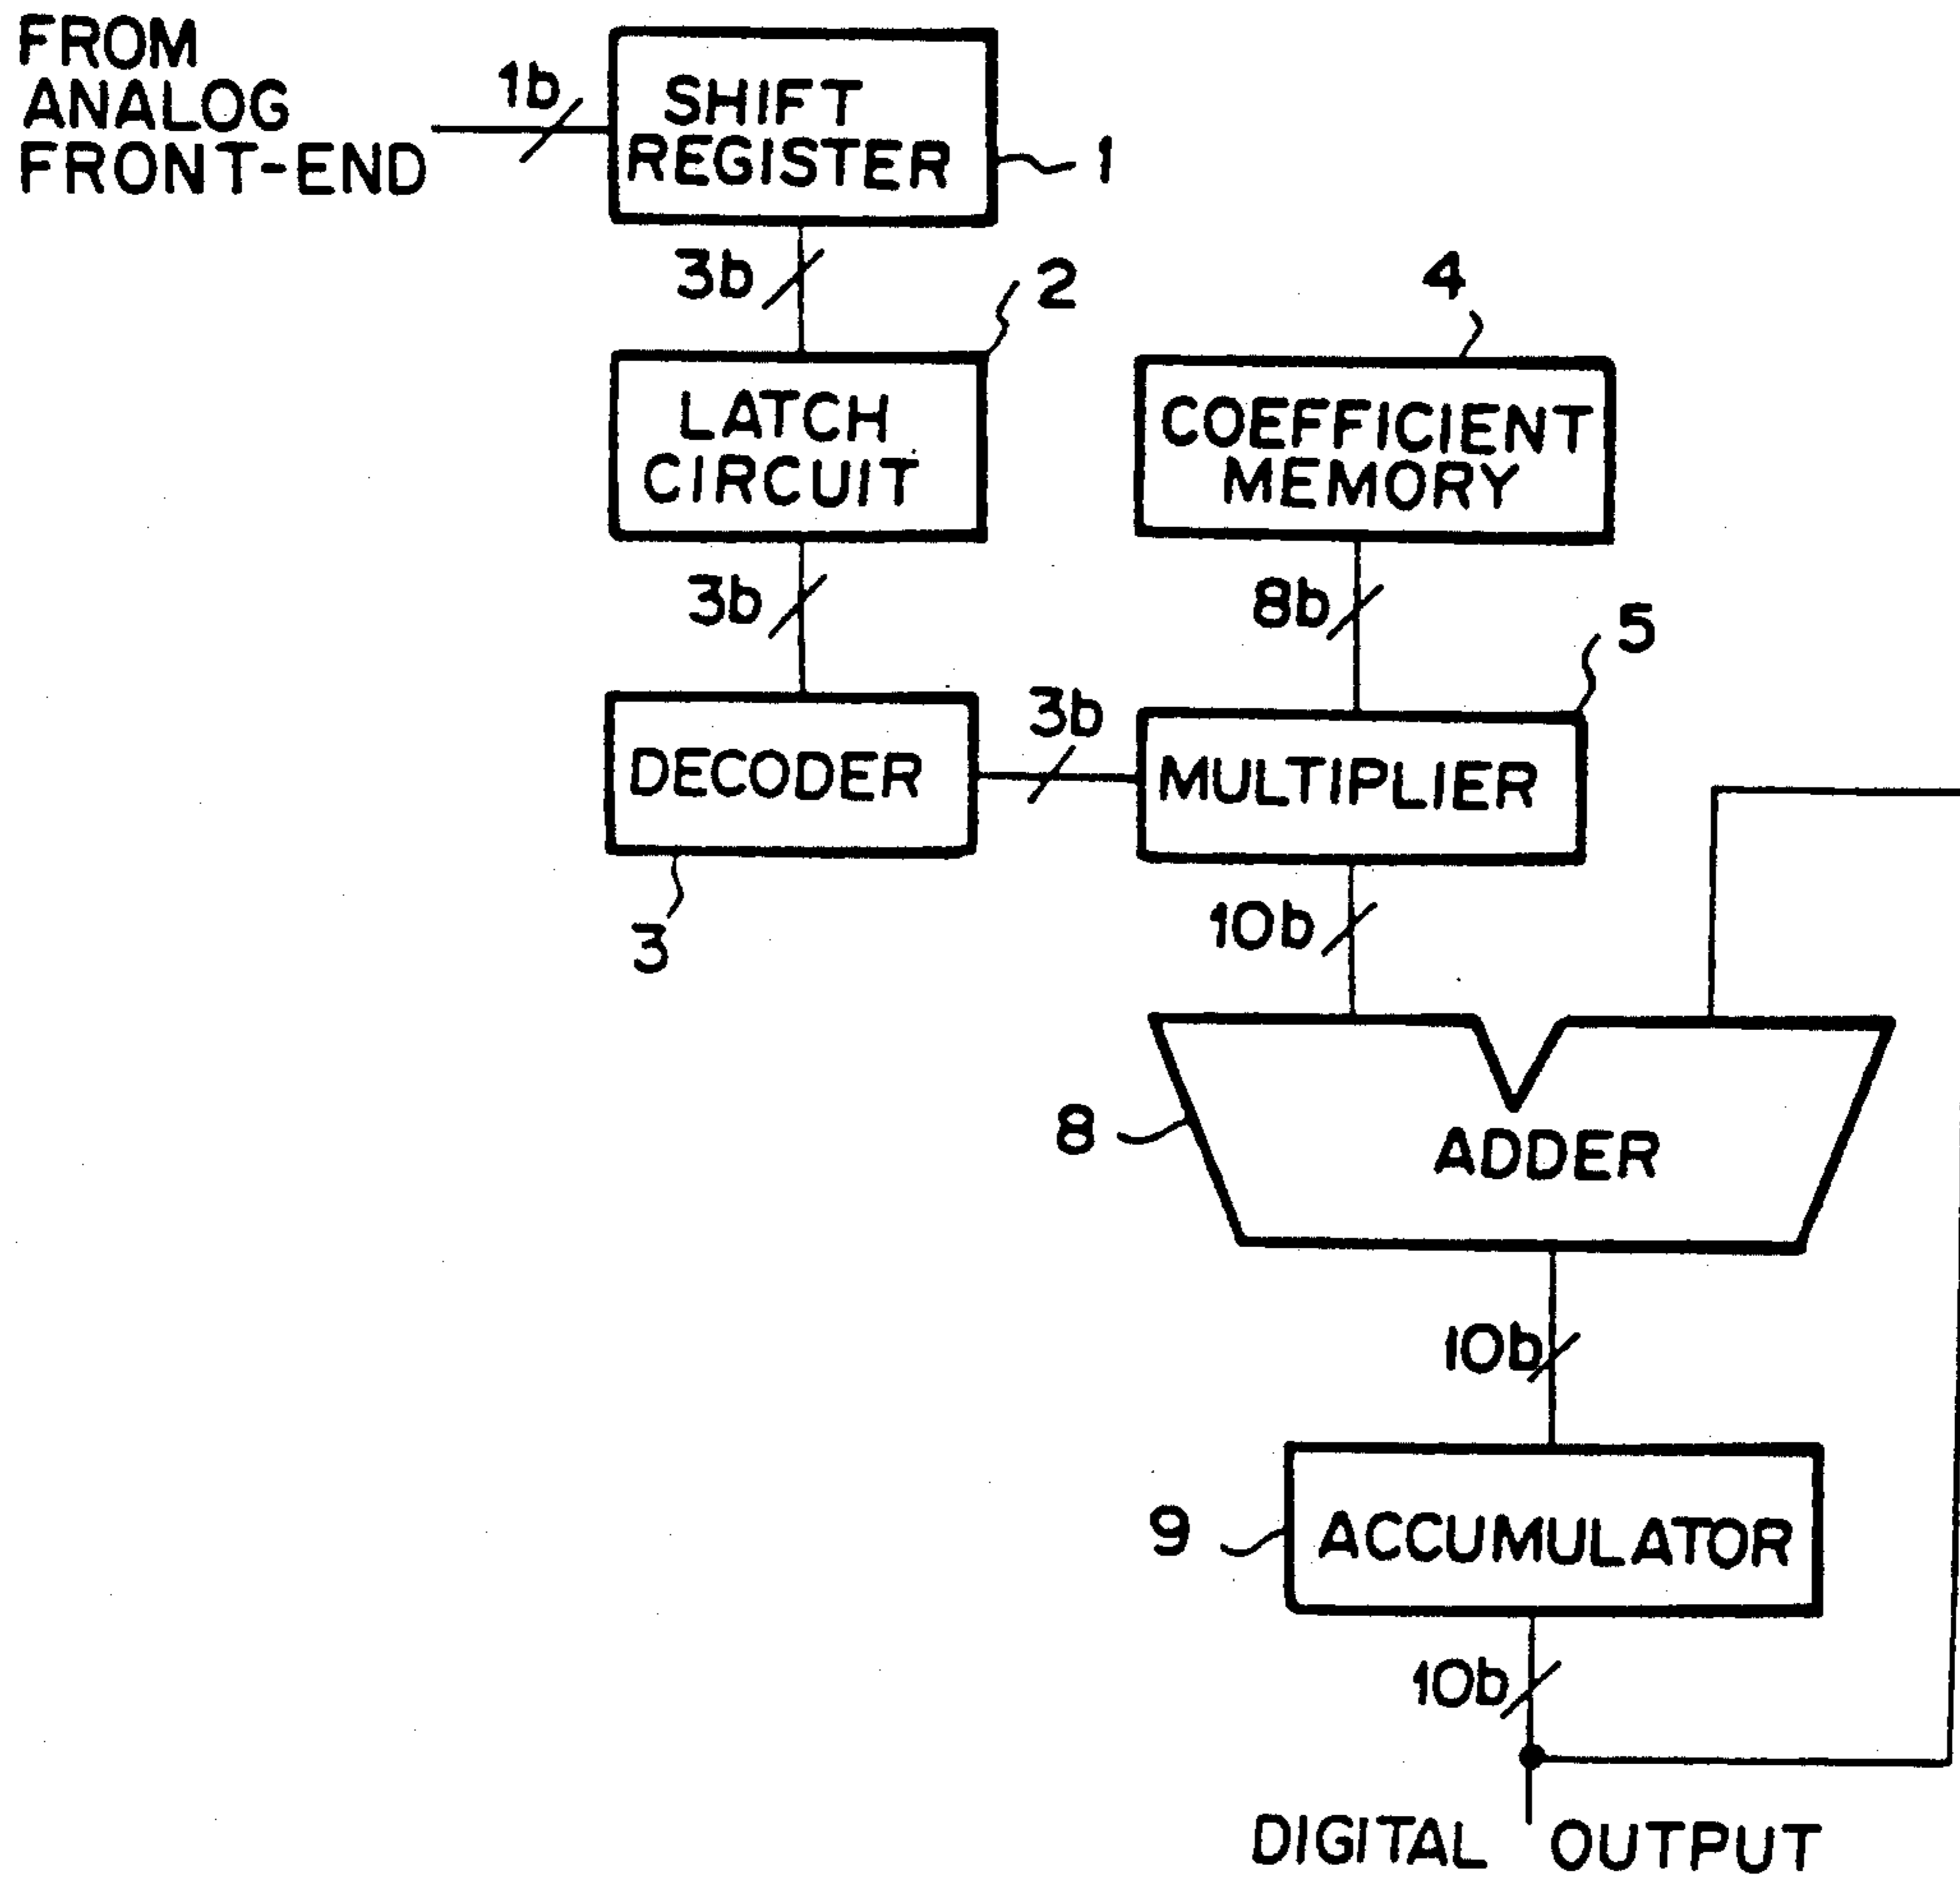 FROM
ANALOG
FRONT-END
1b
SHIFT
REGISTER
1
3b
2
4
LATCH
CIRCUIT
COEFFICIENT
MEMORY
3b
8b
5
DECODER
3b
MULTIPLIER
3
10b
8
ADDER
10b
9
ACCUMULATOR
10b
DIGITAL OUTPUT